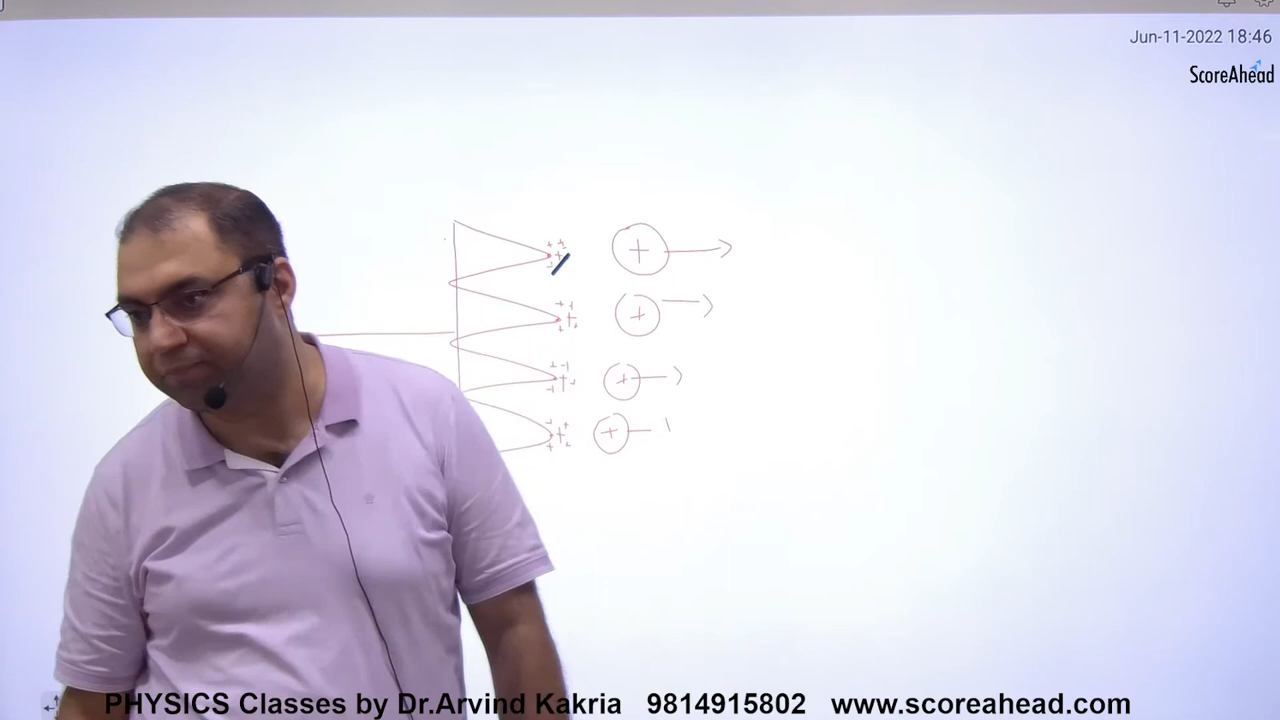 Jun-11-2022 18:46
ScoreAhead
+ + + + +
+ + + +
+ + + +
+ + + +
PHYSICS Classes by Dr.Arvind Kakria 9814915802 www.scoreahead.com